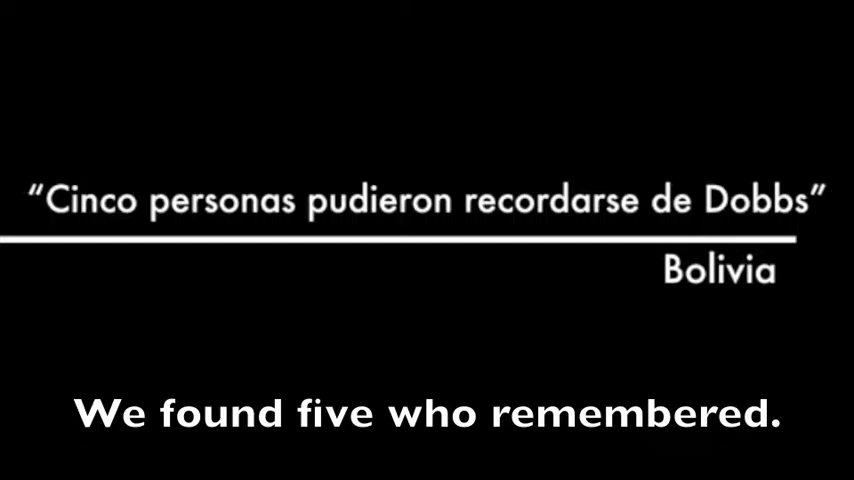 “Cinco personas pudieron recordarse de Dobbs”
Bolivia
We found five who remembered.